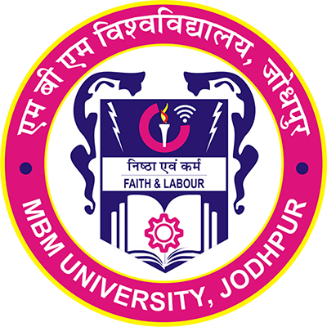 एम बी एम विश्वविद्यालय, जोधपुर
निष्ठा एवं कर्म
FAITH & LABOUR
MBM UNIVERSITY, JODHPUR